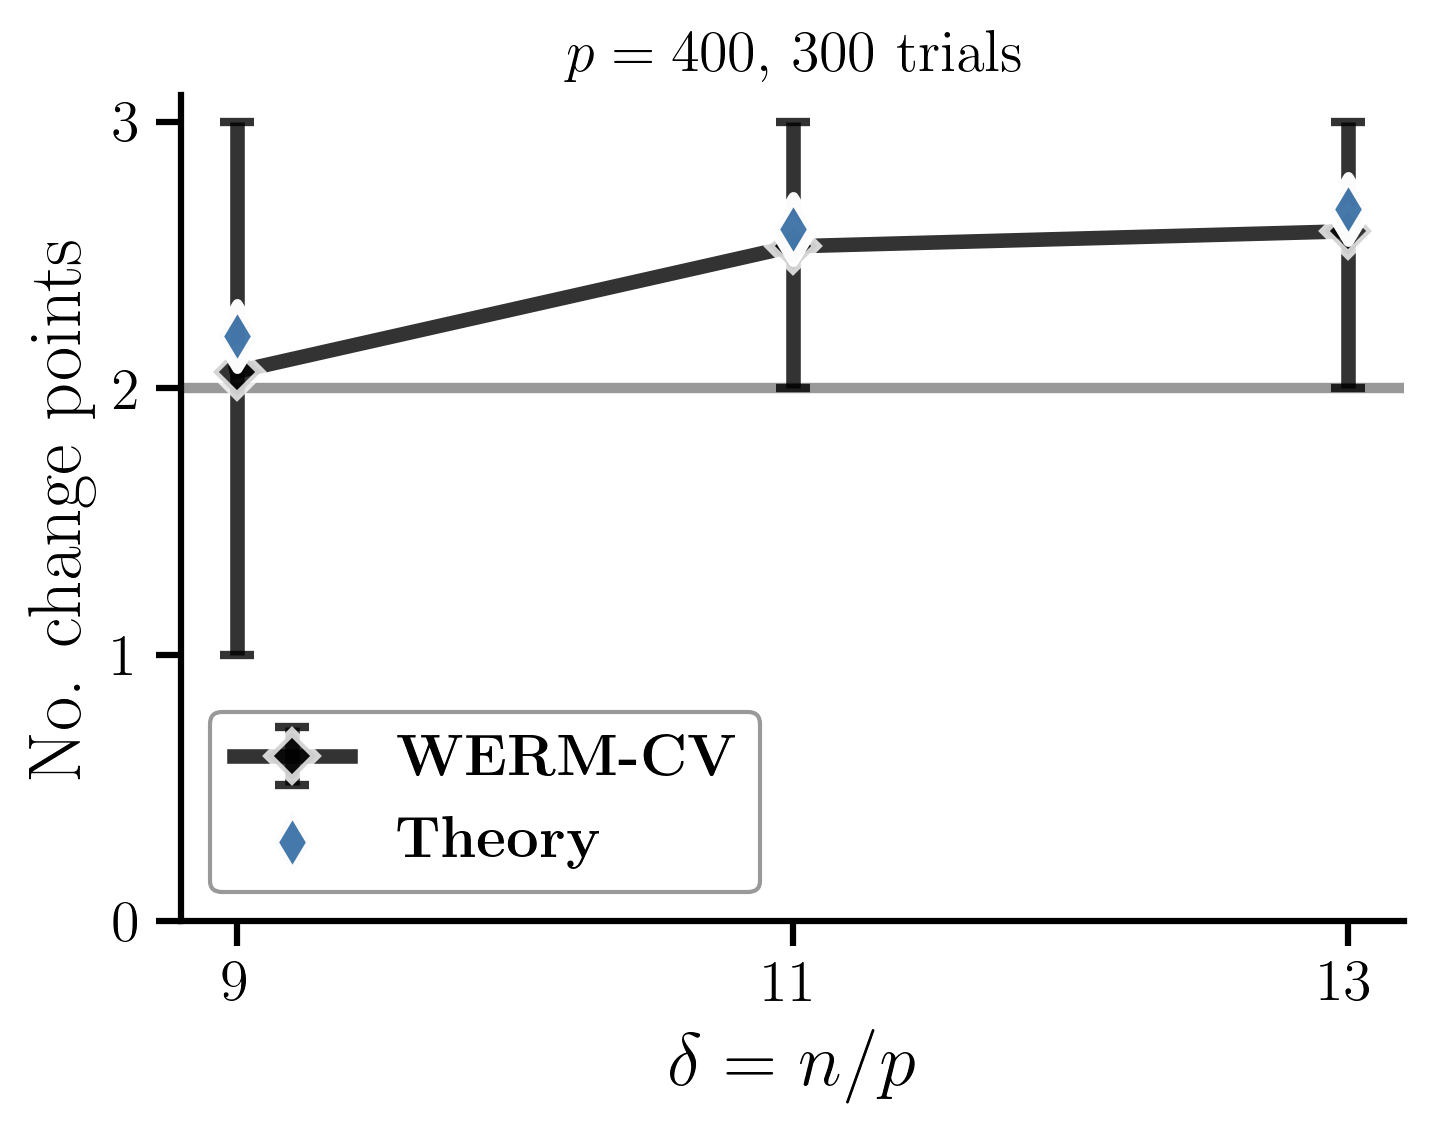 p = 400, 300 trials
No. change points
3
2
1
0
WERM-CV
Theory
9 11 13
δ = n/p